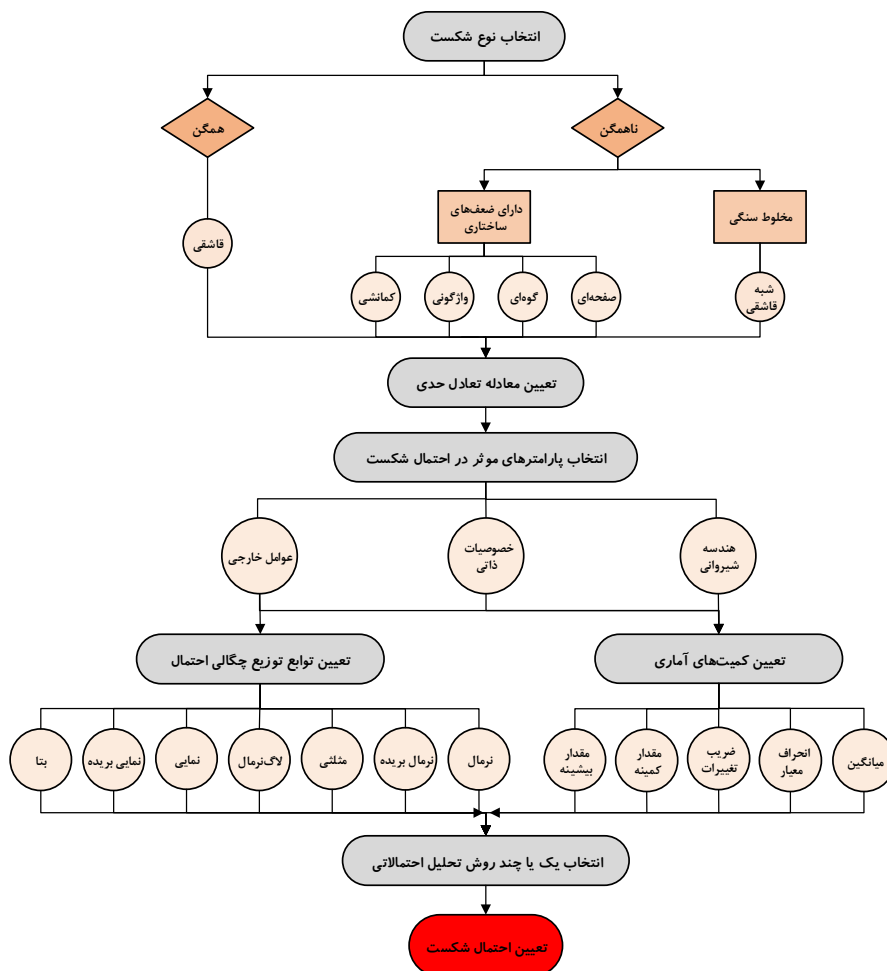 انتخاب نوع شکست
ناهمگن
همگن
دارای ضعف‌های
ساختاری
مخلوط سنگی
قاشقی
صفحه‌ای
گوه‌ای
واژگونی
کمانشی
شبه
قاشقی
تعیین معادله تعادل حدی
انتخاب پارامترهای موثر در احتمال شکست
هندسه
شیروانی
خصوصیات
ذاتی
عوامل خارجی
تعیین کمیت‌های آماری
تعیین توابع توزیع چگالی احتمال
میانگین
انحراف
معیار
ضریب
تغییرات
مقدار
کمینه
مقدار
بیشینه
نرمال
نرمال بریده
مثلثی
لاگ‌نرمال
نمایی
نمایی بریده
بتا
انتخاب یک یا چند روش تحلیل احتمالاتی
تعیین احتمال شکست